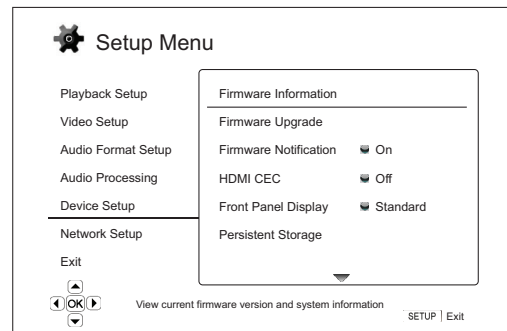 Setup Menu
Playback Setup
Video Setup
Audio Format Setup
Audio Processing
Device Setup
Network Setup
Exit
Firmware Information
Firmware Upgrade
Firmware Notification On
HDMI CEC Off
Front Panel Display Standard
Persistent Storage
OK
View current firmware version and system information
SETUP Exit